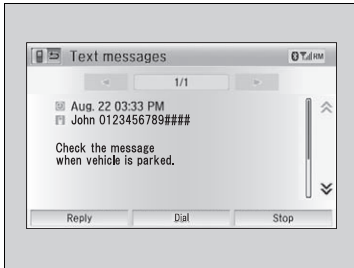 Text messages
RM
1/1
Aug. 22 03:33 PM
John 0123456789####
Check the message
when vehicle is parked.
Reply Dial Stop